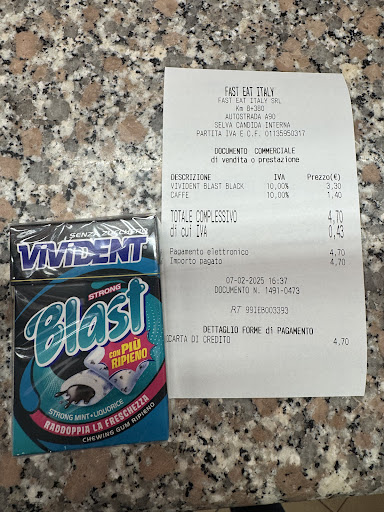 FAST EAT ITALY
FAST EAT ITALY SRL
Km 8+380
AUTOSTRADA A90
SELVA CANDIDA INTERNA
PARTITA IVA E C.F. 01135950317
DOCUMENTO COMMERCIALE
di vendita o prestazione
DESCRIZIONE IVA Prezzo(€)
VIVIDENT BLAST BLACK 10,00% 3,30
CAFFE 10,00% 1,40
TOTALE COMPLESSIVO 4,70
di cui IVA 0,43
Pagamento elettronico 4,70
Importo pagato 4,70
07-02-2025 16:37
DOCUMENTO N. 1491-0473
RT 99IEB003393
DETTAGLIO FORME di PAGAMENTO
CARTA DI CREDITO 4,70
SENZA ZUCCHERO
VIVIDENT
STRONG
Blast
CON PIÙ
RIPIENO
STRONG MINT • LIQUORICE
RADDOPPIA LA FRESCHEZZA
CHEWING GUM RIPIENO